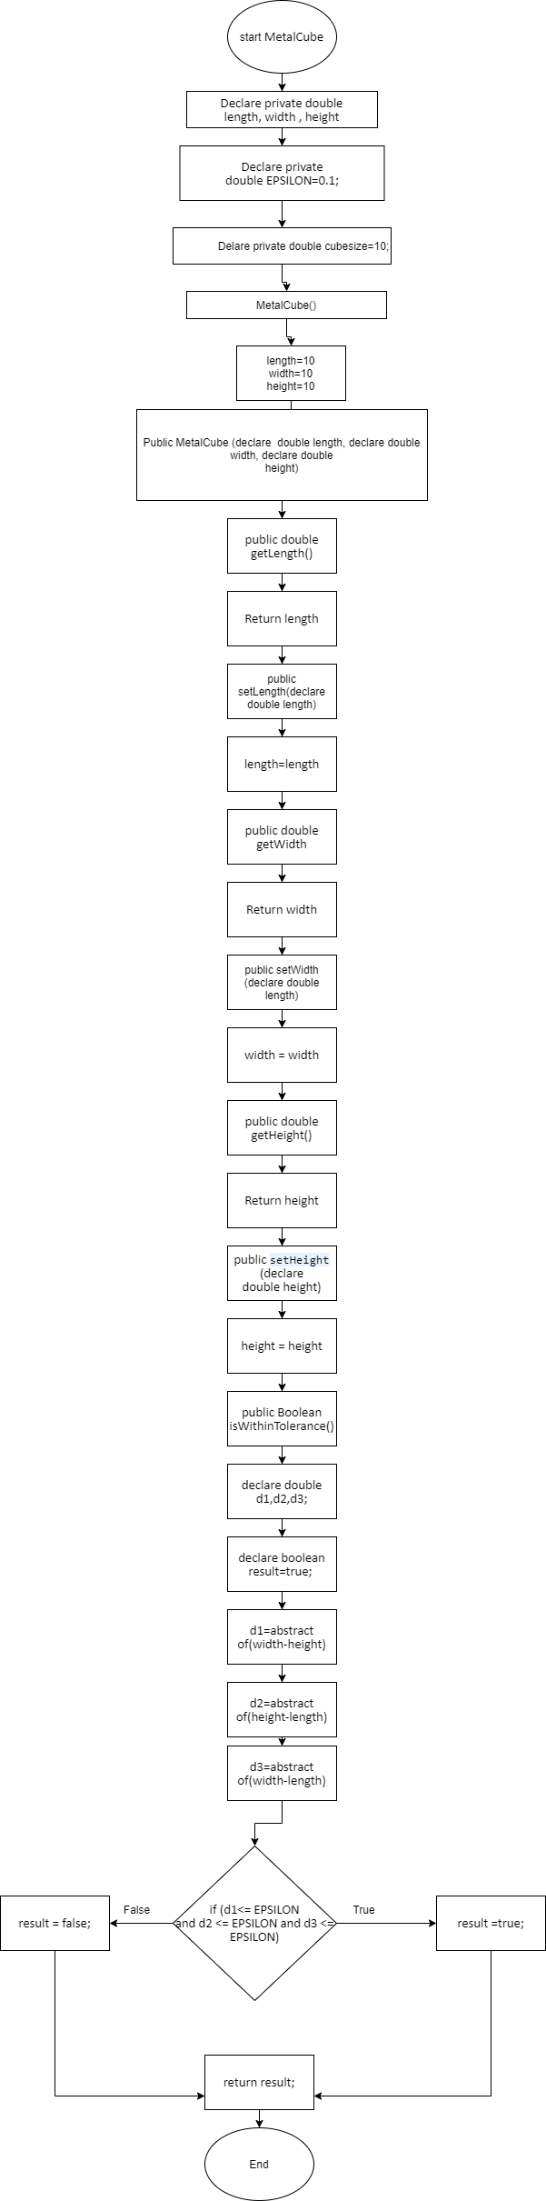 start MetalCube
Declare private double
length, width , height
Declare private
double EPSILON=0.1;
Delare private double cubesize=10;
MetalCube()
length=10
width=10
height=10
Public MetalCube (declare  double length, declare double
width, declare double
height)
public double
getLength()
Return length
public
setLength(declare
double length)
length=length
public double
getWidth
Return width
public setWidth
(declare double
length)
width = width
public double
getHeight()
Return height
public setHeight
(declare
double height)
height = height
public Boolean
isWithinTolerance()
declare double
d1,d2,d3;
declare boolean
result=true;
d1=abstract
of(width-height)
d2=abstract
of(height-length)
d3=abstract
of(width-length)
if (d1<= EPSILON
and d2 <= EPSILON and d3 <=
EPSILON)
False
True
result = false;
result =true;
return result;
End